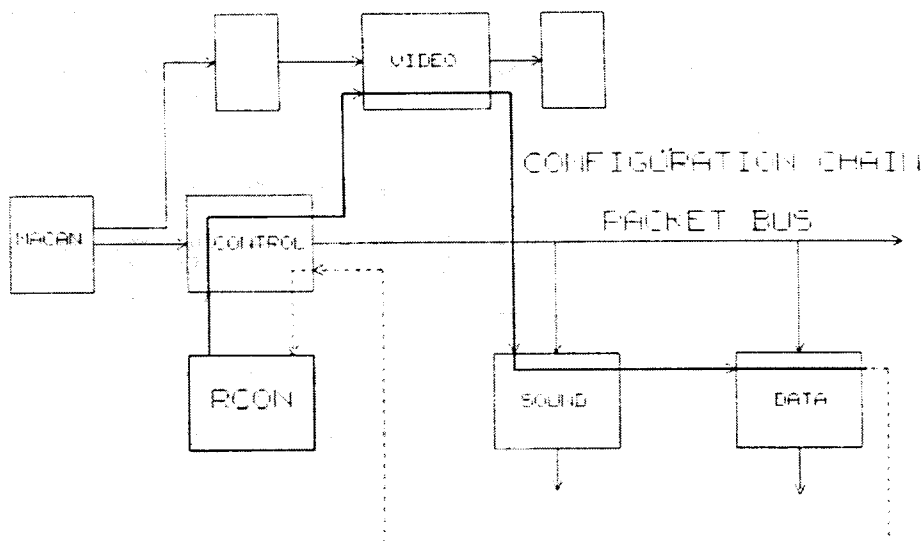 VIDEO
CONFIGURATION CHAIN
PACKET BUS
MACAN
CONTROL
RCON
SOUND
DATA